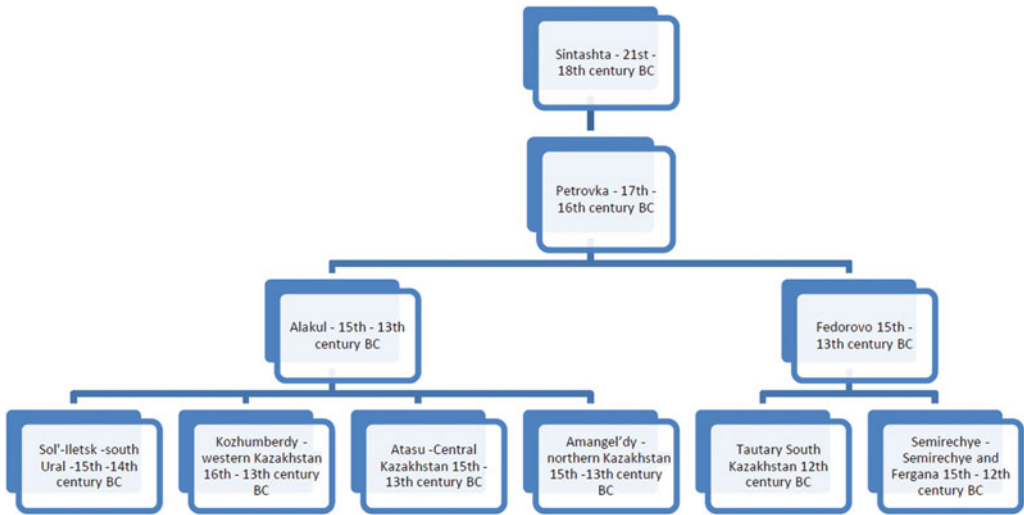 Sintashta - 21st -
18th century BC
Petrovka - 17th -
16th century BC
Alakul - 15th - 13th
century BC
Fedorovo 15th -
13th century BC
Sol'-Iletsk -south
Ural -15th -14th
century BC
Kozhumberdy -
western Kazakhstan
16th - 13th century
BC
Atasu -Central
Kazakhstan 15th -
13th century BC
Amangel’dy -
northern Kazakhstan
15th -13th century
BC
Tautary South
Kazakhstan 12th
century BC
Semirechye -
Semirechye and
Fergana 15th - 12th
century BC